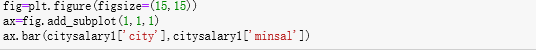 fig=plt.figure(figsize=(15,15))
ax=fig.add_subplot(1,1,1)
ax.bar(citysalary1['city'],citysalary1['minsal'])